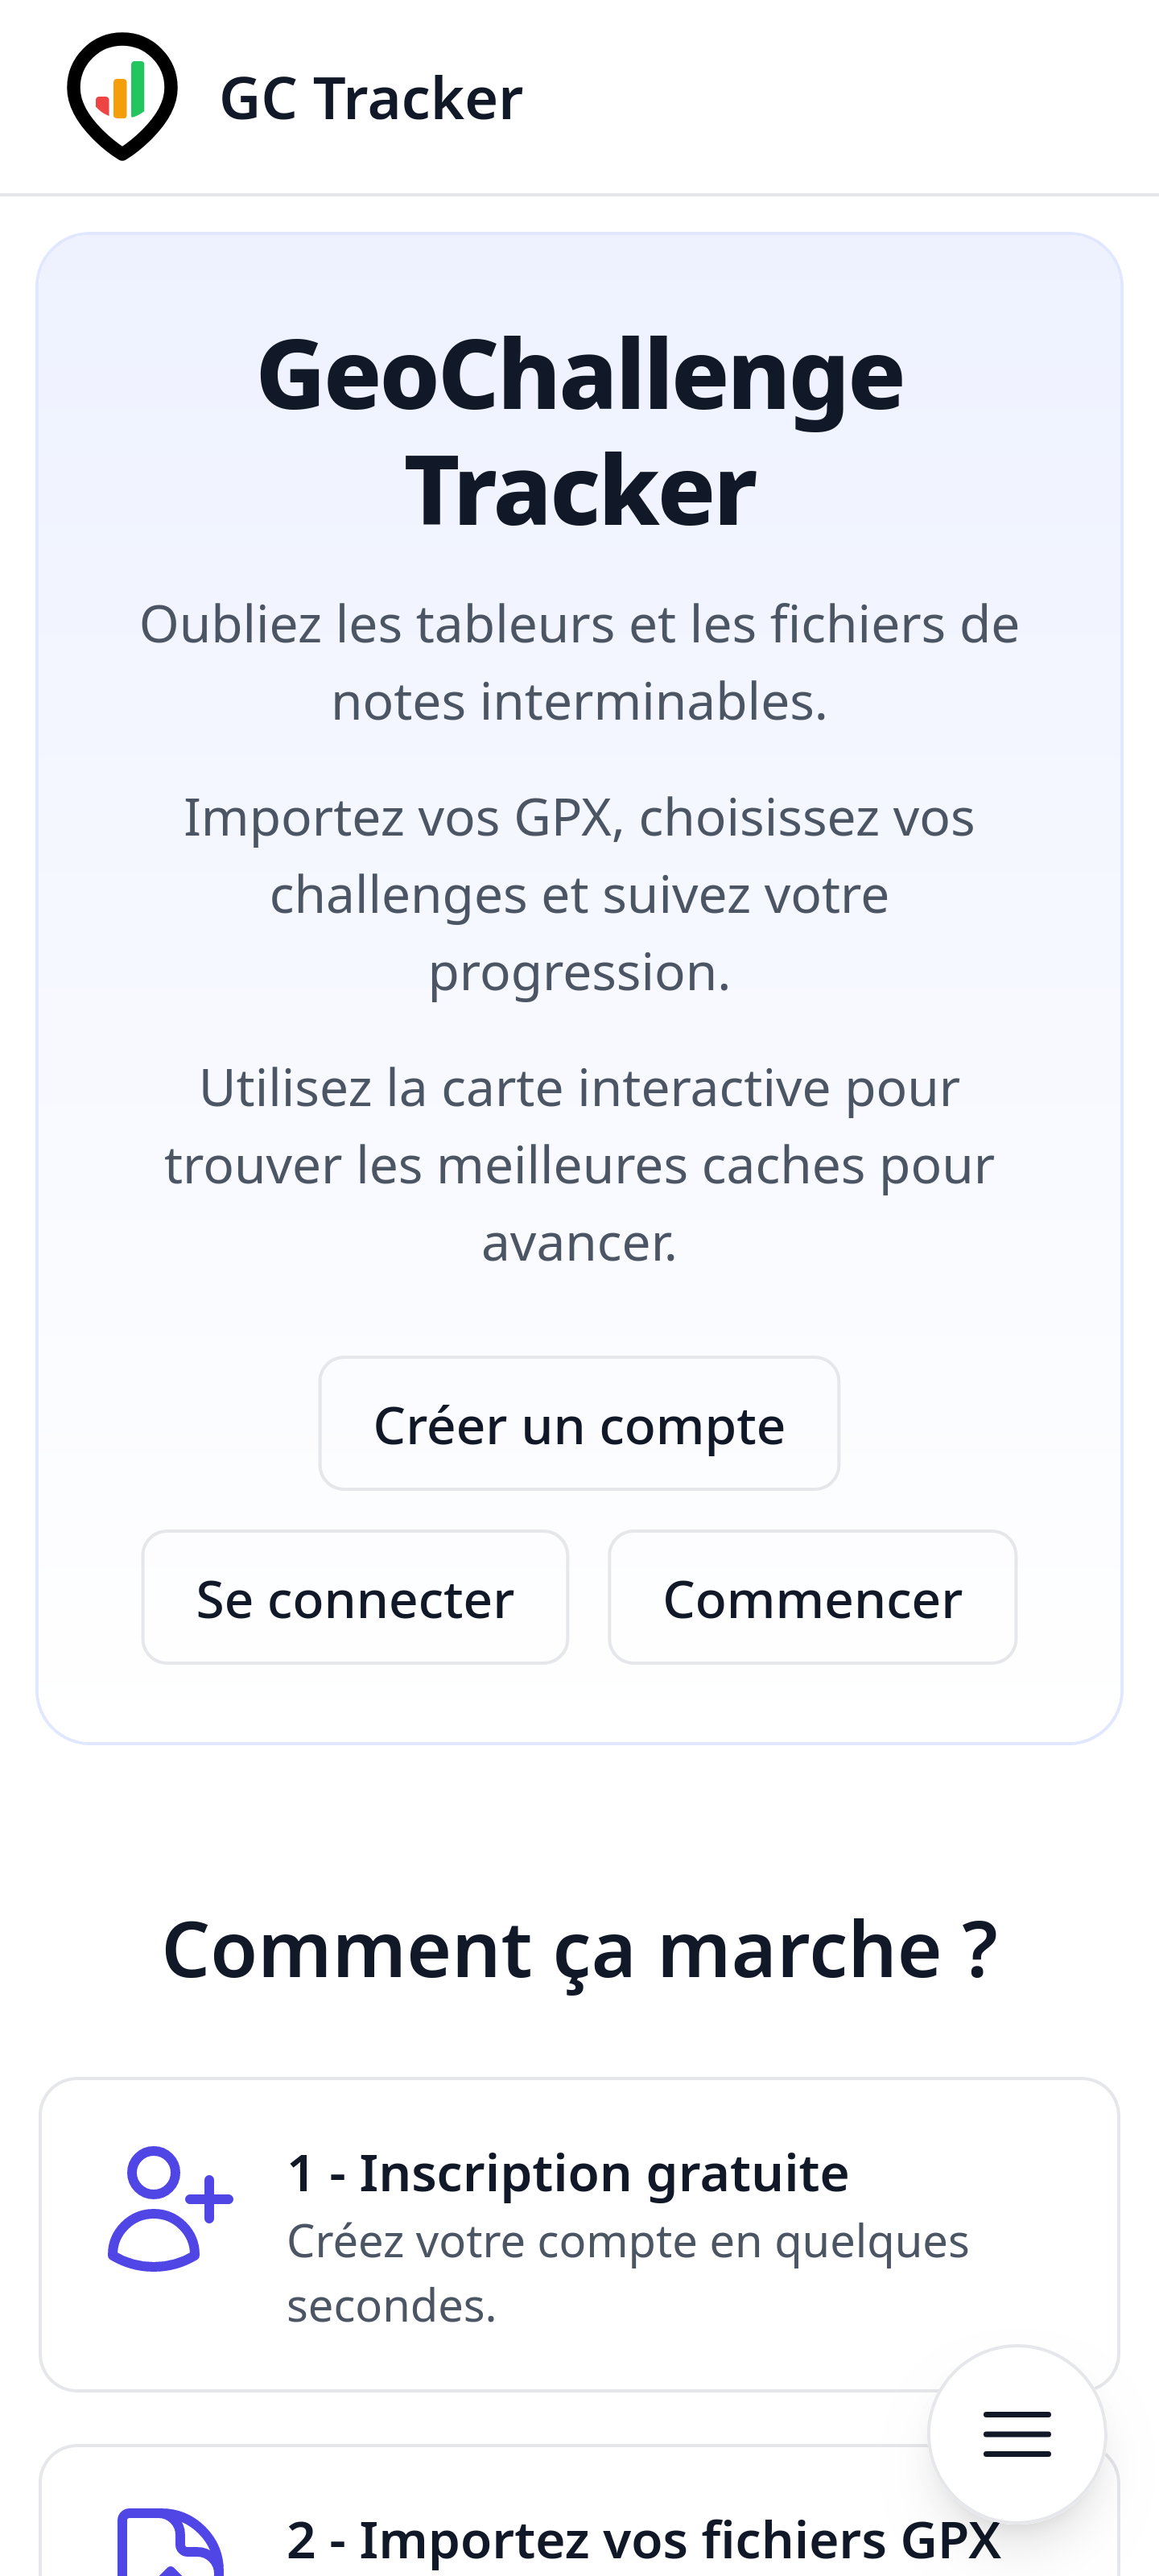 GC Tracker
GeoChallenge
Tracker
Oubliez les tableurs et les fichiers de
notes interminables.
Importez vos GPX, choisissez vos
challenges et suivez votre
progression.
Utilisez la carte interactive pour
trouver les meilleures caches pour
avancer.
Créer un compte
Se connecter
Commencer
Comment ça marche ?
1 - Inscription gratuite
Créez votre compte en quelques
secondes.
2 - Importez vos fichiers GPX